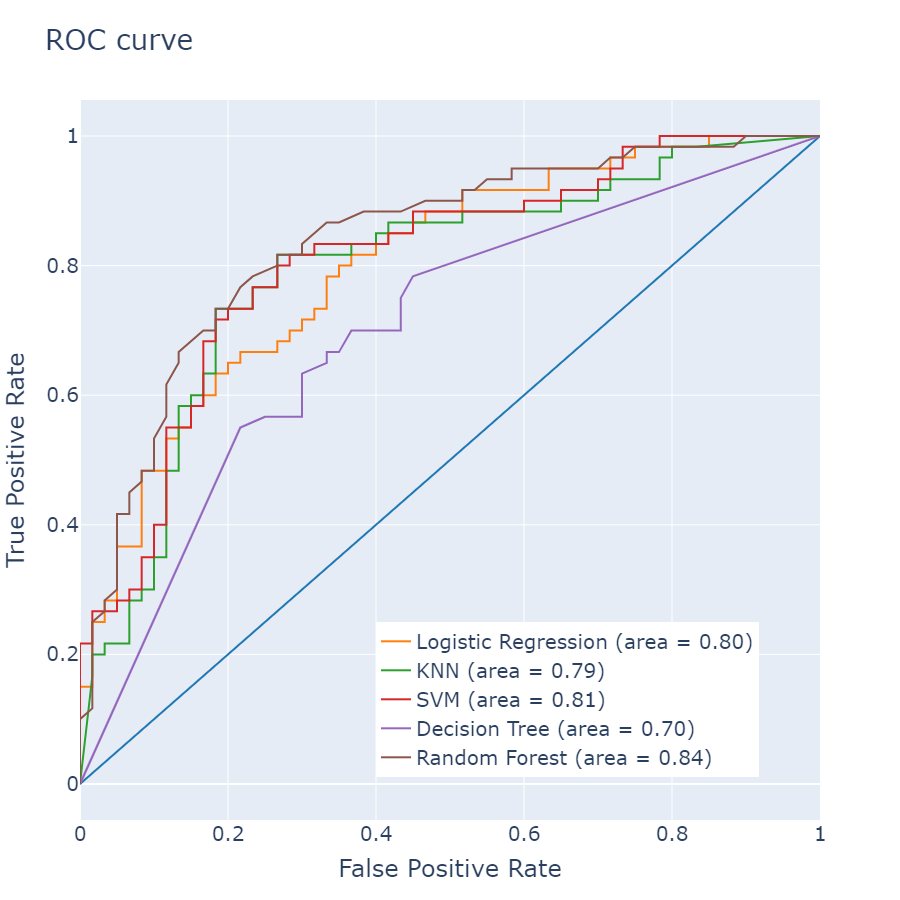 ROC curve
True Positive Rate
1
0.8
0.6
0.4
0.2
0
Logistic Regression (area = 0.80)
KNN (area = 0.79)
SVM (area = 0.81)
Decision Tree (area = 0.70)
Random Forest (area = 0.84)
0 0.2 0.4 0.6 0.8 1
False Positive Rate